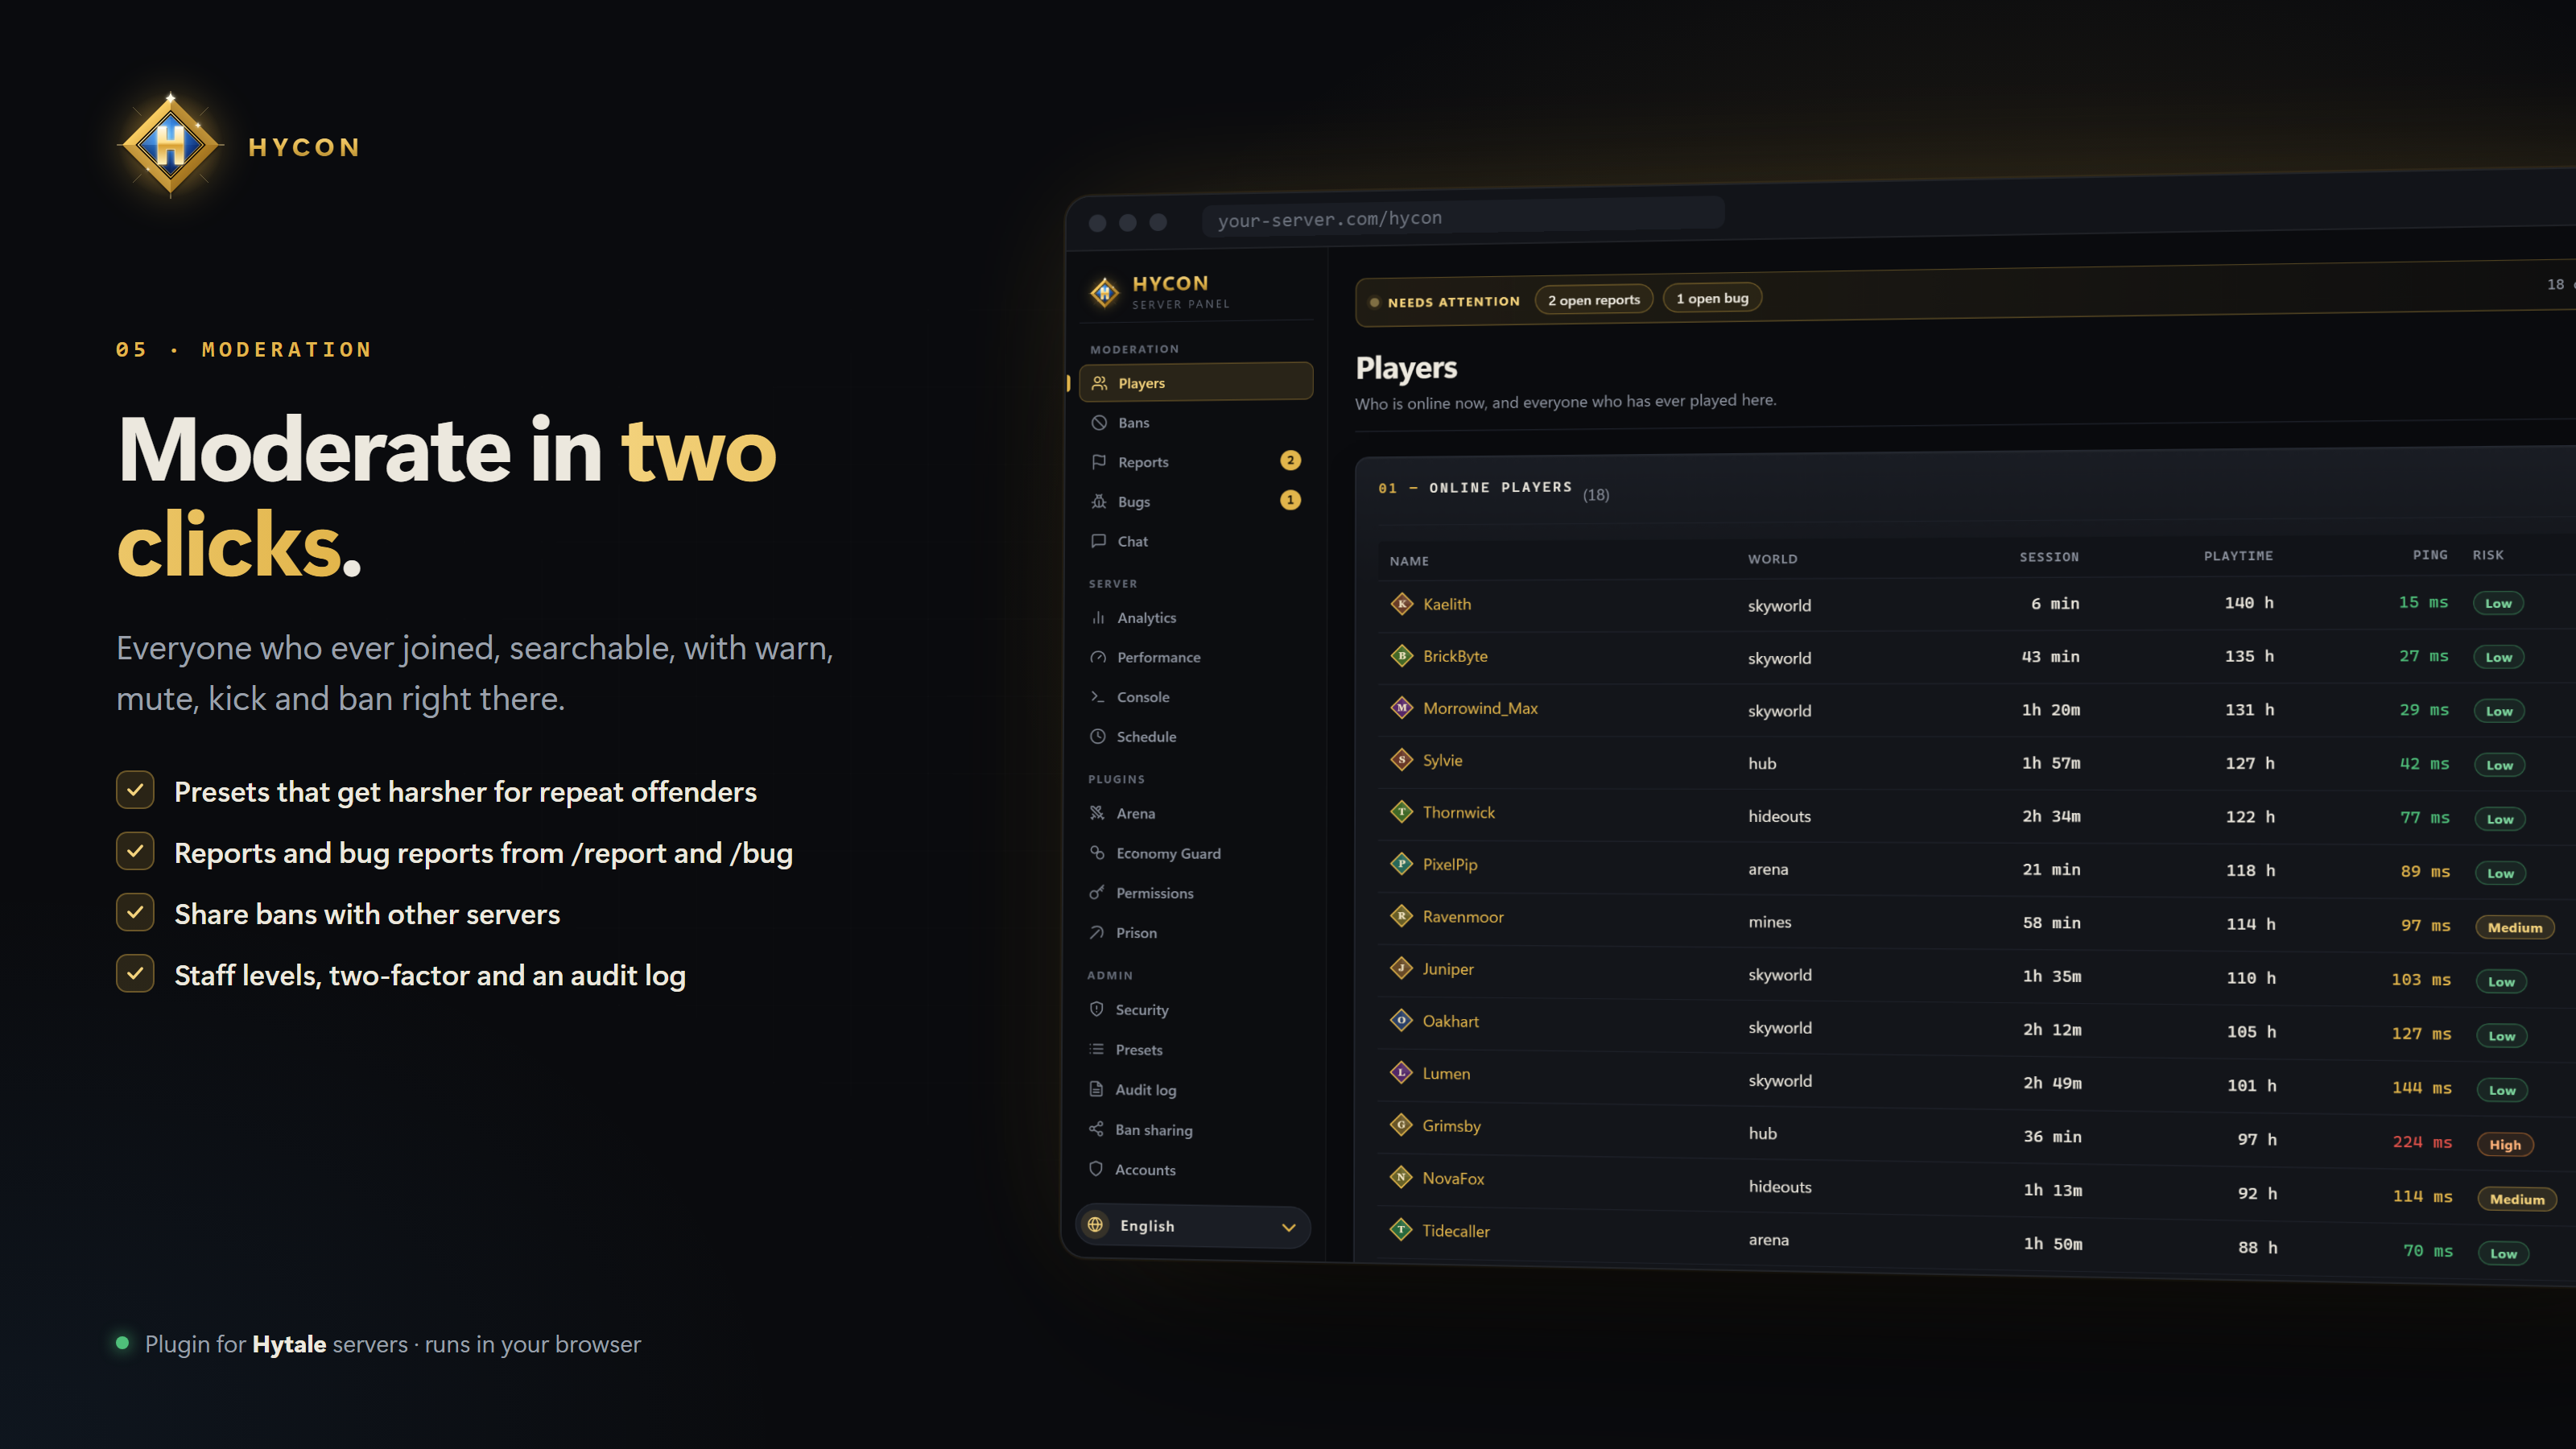 HYCON
05 · MODERATION
Moderate in two
clicks.
Everyone who ever joined, searchable, with warn,
mute, kick and ban right there.
Presets that get harsher for repeat offenders
Reports and bug reports from /report and /bug
Share bans with other servers
Staff levels, two-factor and an audit log
Plugin for Hytale servers · runs in your browser
your-server.com/hycon
HYCON
SERVER PANEL
MODERATION
Players
Bans
Reports 2
Bugs 1
Chat
SERVER
Analytics
Performance
Console
Schedule
PLUGINS
Arena
Economy Guard
Permissions
Prison
ADMIN
Security
Presets
Audit log
Ban sharing
Accounts
English
NEEDS ATTENTION 2 open reports 1 open bug 18
Players
Who is online now, and everyone who has ever played here.
01 — ONLINE PLAYERS (18)
NAME WORLD SESSION PLAYTIME PING RISK
K Kaelith skyworld 6 min 140 h 15 ms Low
B BrickByte skyworld 43 min 135 h 27 ms Low
M Morrowind_Max skyworld 1h 20m 131 h 29 ms Low
S Sylvie hub 1h 57m 127 h 42 ms Low
T Thornwick hideouts 2h 34m 122 h 77 ms Low
P PixelPip arena 21 min 118 h 89 ms Low
R Ravenmoor mines 58 min 114 h 97 ms Medium
J Juniper skyworld 1h 35m 110 h 103 ms Low
O Oakhart skyworld 2h 12m 105 h 127 ms Low
L Lumen skyworld 2h 49m 101 h 144 ms Low
G Grimsby hub 36 min 97 h 224 ms High
N NovaFox hideouts 1h 13m 92 h 114 ms Medium
T Tidecaller arena 1h 50m 88 h 70 ms Low